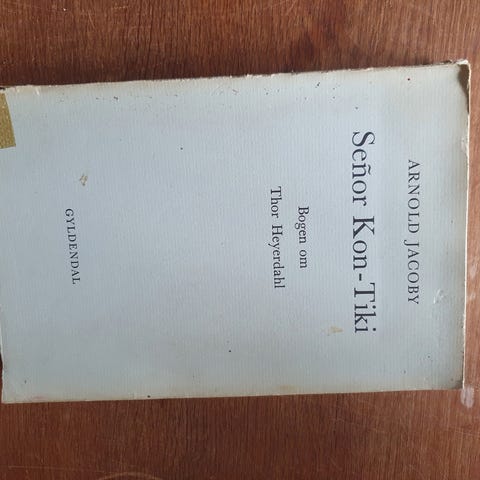 ARNOLD JACOBY
Señor Kon-Tiki
Bogen om
Thor Heyerdahl
GYLDENDAL